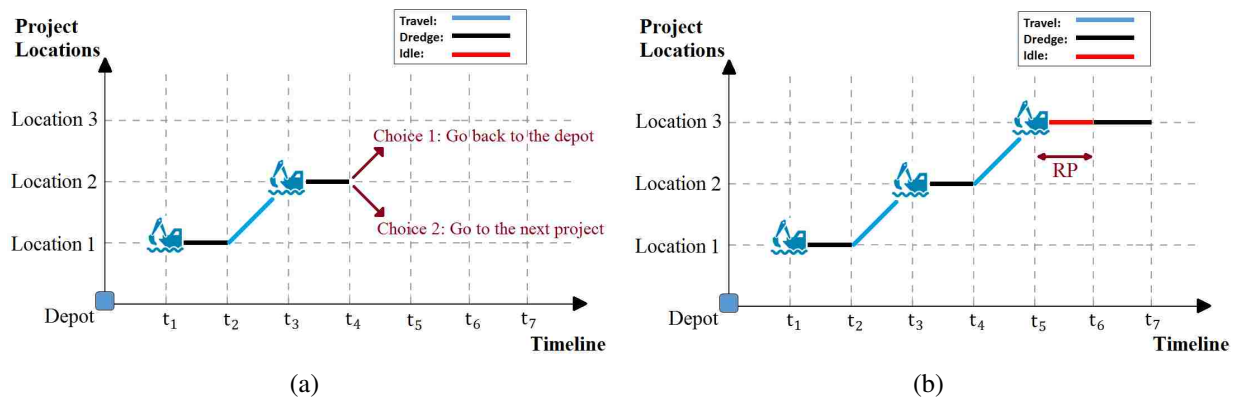 Project
Locations
Travel:
Dredge:
Idle:
Location 3
Choice 1: Go back to the depot
Location 2
Choice 2: Go to the next project
Location 1
Depot
t₁ t₂ t₃ t₄ t₅ t₆ t₇
Timeline
(a)
Project
Locations
Travel:
Dredge:
Idle:
Location 3
RP
Location 2
Location 1
Depot
t₁ t₂ t₃ t₄ t₅ t₆ t₇
Timeline
(b)